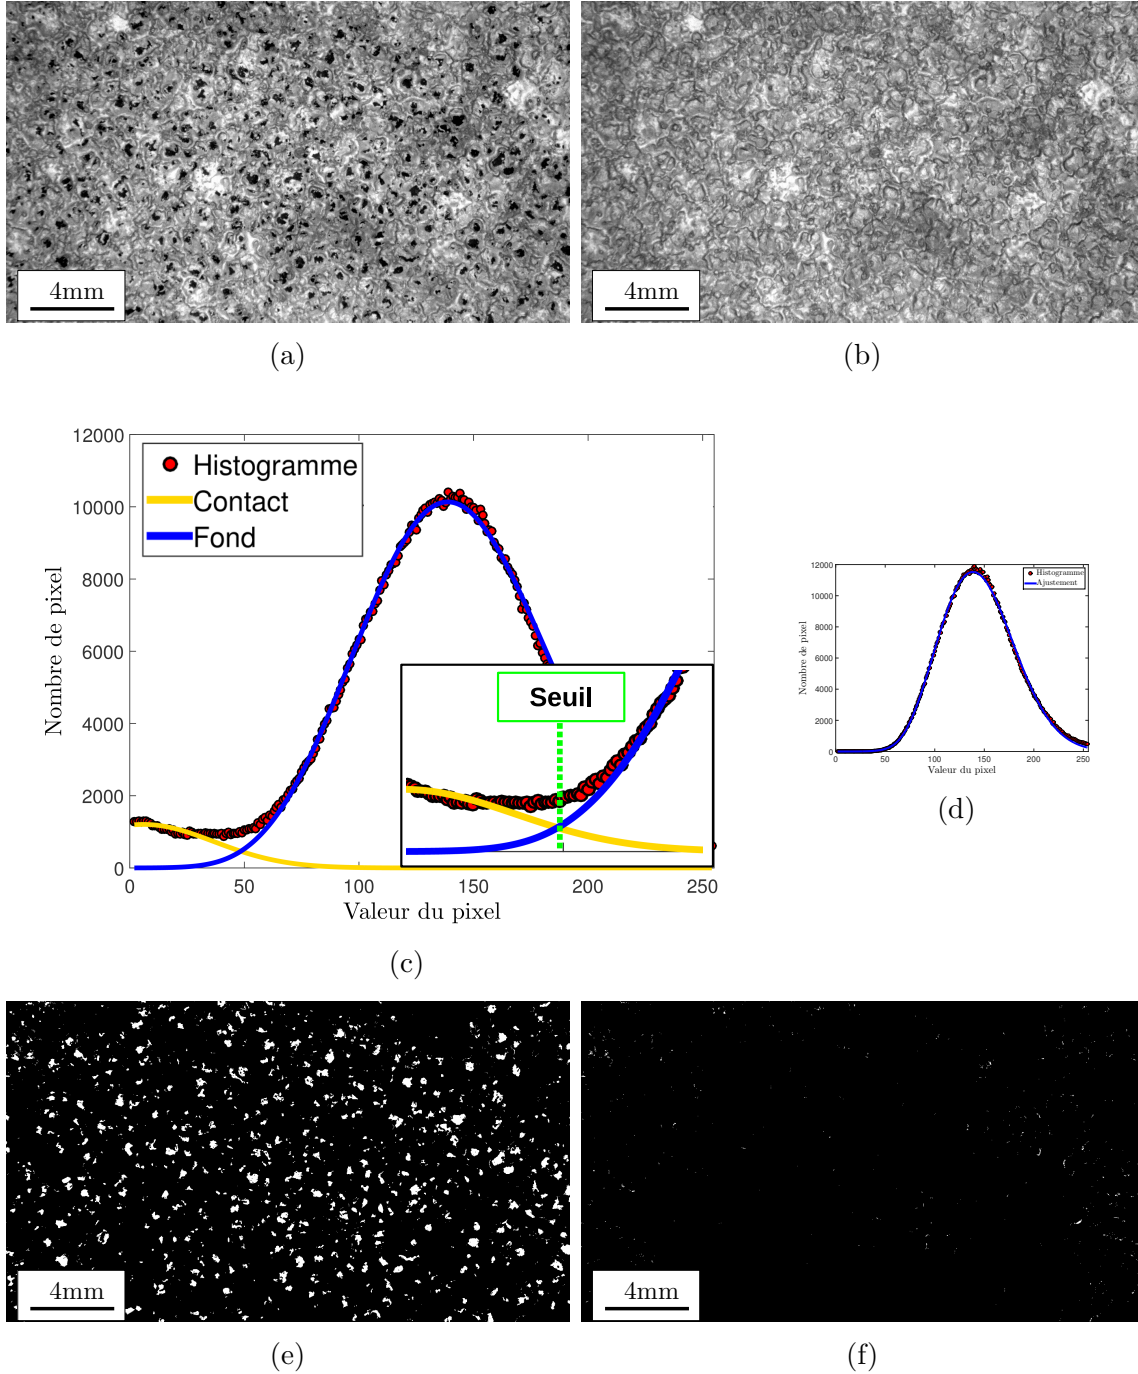 4mm
4mm
(a)
(b)
12000
10000
8000
6000
4000
2000
0
0
50
100
150
200
250
Nombre de pixel
Valeur du pixel
Histogramme
Contact
Fond
Seuil
(c)
12000
10000
8000
6000
4000
2000
0
0
50
100
150
200
250
Nombre de pixel
Valeur du pixel
Histogramme
Ajustement
(d)
4mm
4mm
(e)
(f)